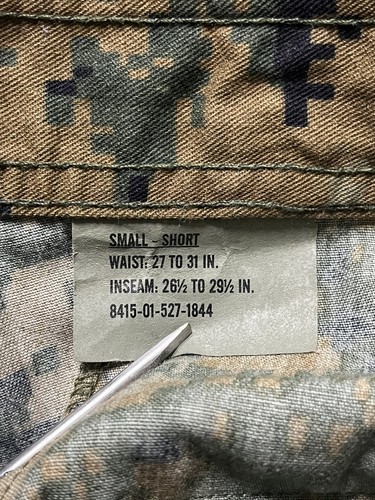 SMALL - SHORT
WAIST: 27 TO 31 IN.
INSEAM: 26½ TO 29½ IN.
8415-01-527-1844